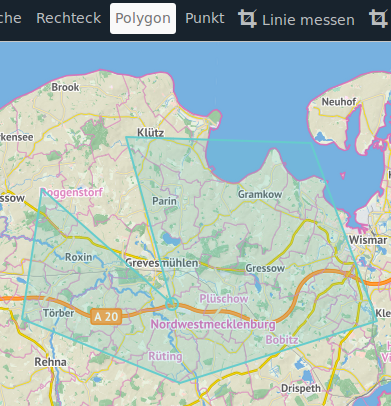 che Rechteck Polygon Punkt Linie messen
Brook
Neuhof
kensee
Klütz
ssow
Roggenstorf
Parin
Gramkow
Wismar
Roxin
Grevesmühlen
Gressow
Plüschow
Törber
A 20
Nordwestmecklenburg
Kle
Bobitz
Rüting
Rehna
Dripseth